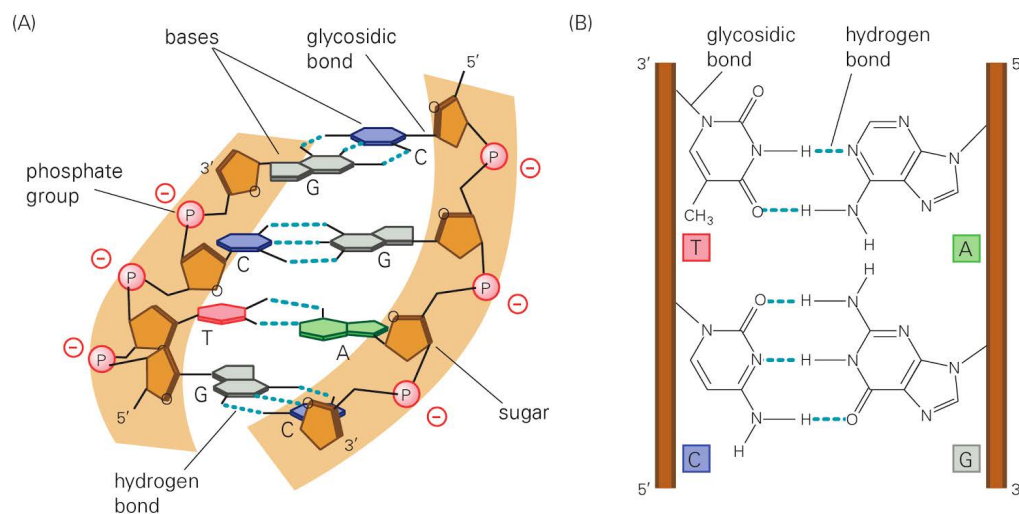 (A)
bases
glycosidic
bond
5′
C
G
3′
phosphate
group
P
P
O
O
C
G
O
O
P
P
T
A
O
P
O
G
P
C
O
5′
3′
sugar
hydrogen
bond
(B)
glycosidic
bond
hydrogen
bond
3′
5′
O
N
N
H
N
N
N
N
CH₃
O
H
N
H
T
A
H
O
H
N
N
N
N
H
N
N
N
H
O
N
H
C
G
5′
3′